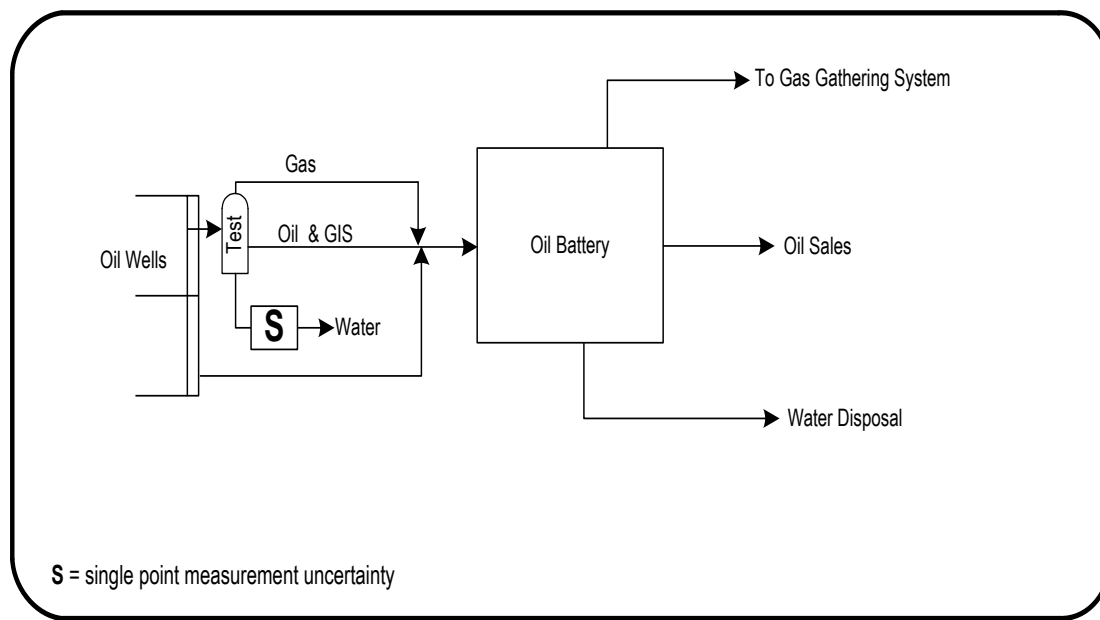 To Gas Gathering System
Gas
Test
Oil & GIS
Oil Wells
Oil Battery
Oil Sales
S
Water
Water Disposal
S = single point measurement uncertainty